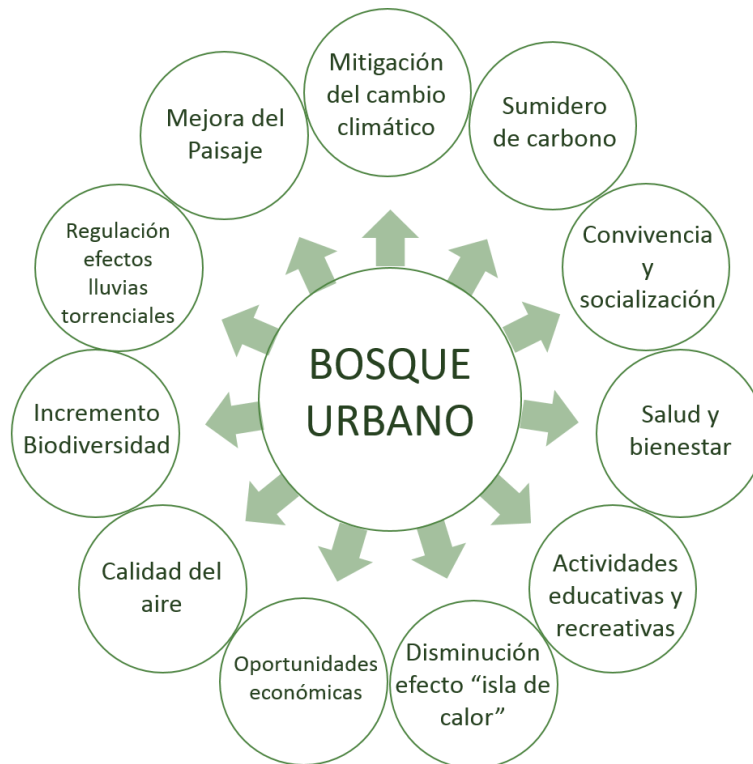 Mitigación
del cambio
climático
Sumidero
de carbono
Convivencia
y
socialización
Salud y
bienestar
Actividades
educativas y
recreativas
Disminución
efecto “isla de
calor”
Oportunidades
económicas
Calidad del
aire
Incremento
Biodiversidad
Regulación
efectos
lluvias
torrenciales
Mejora del
Paisaje
BOSQUE
URBANO